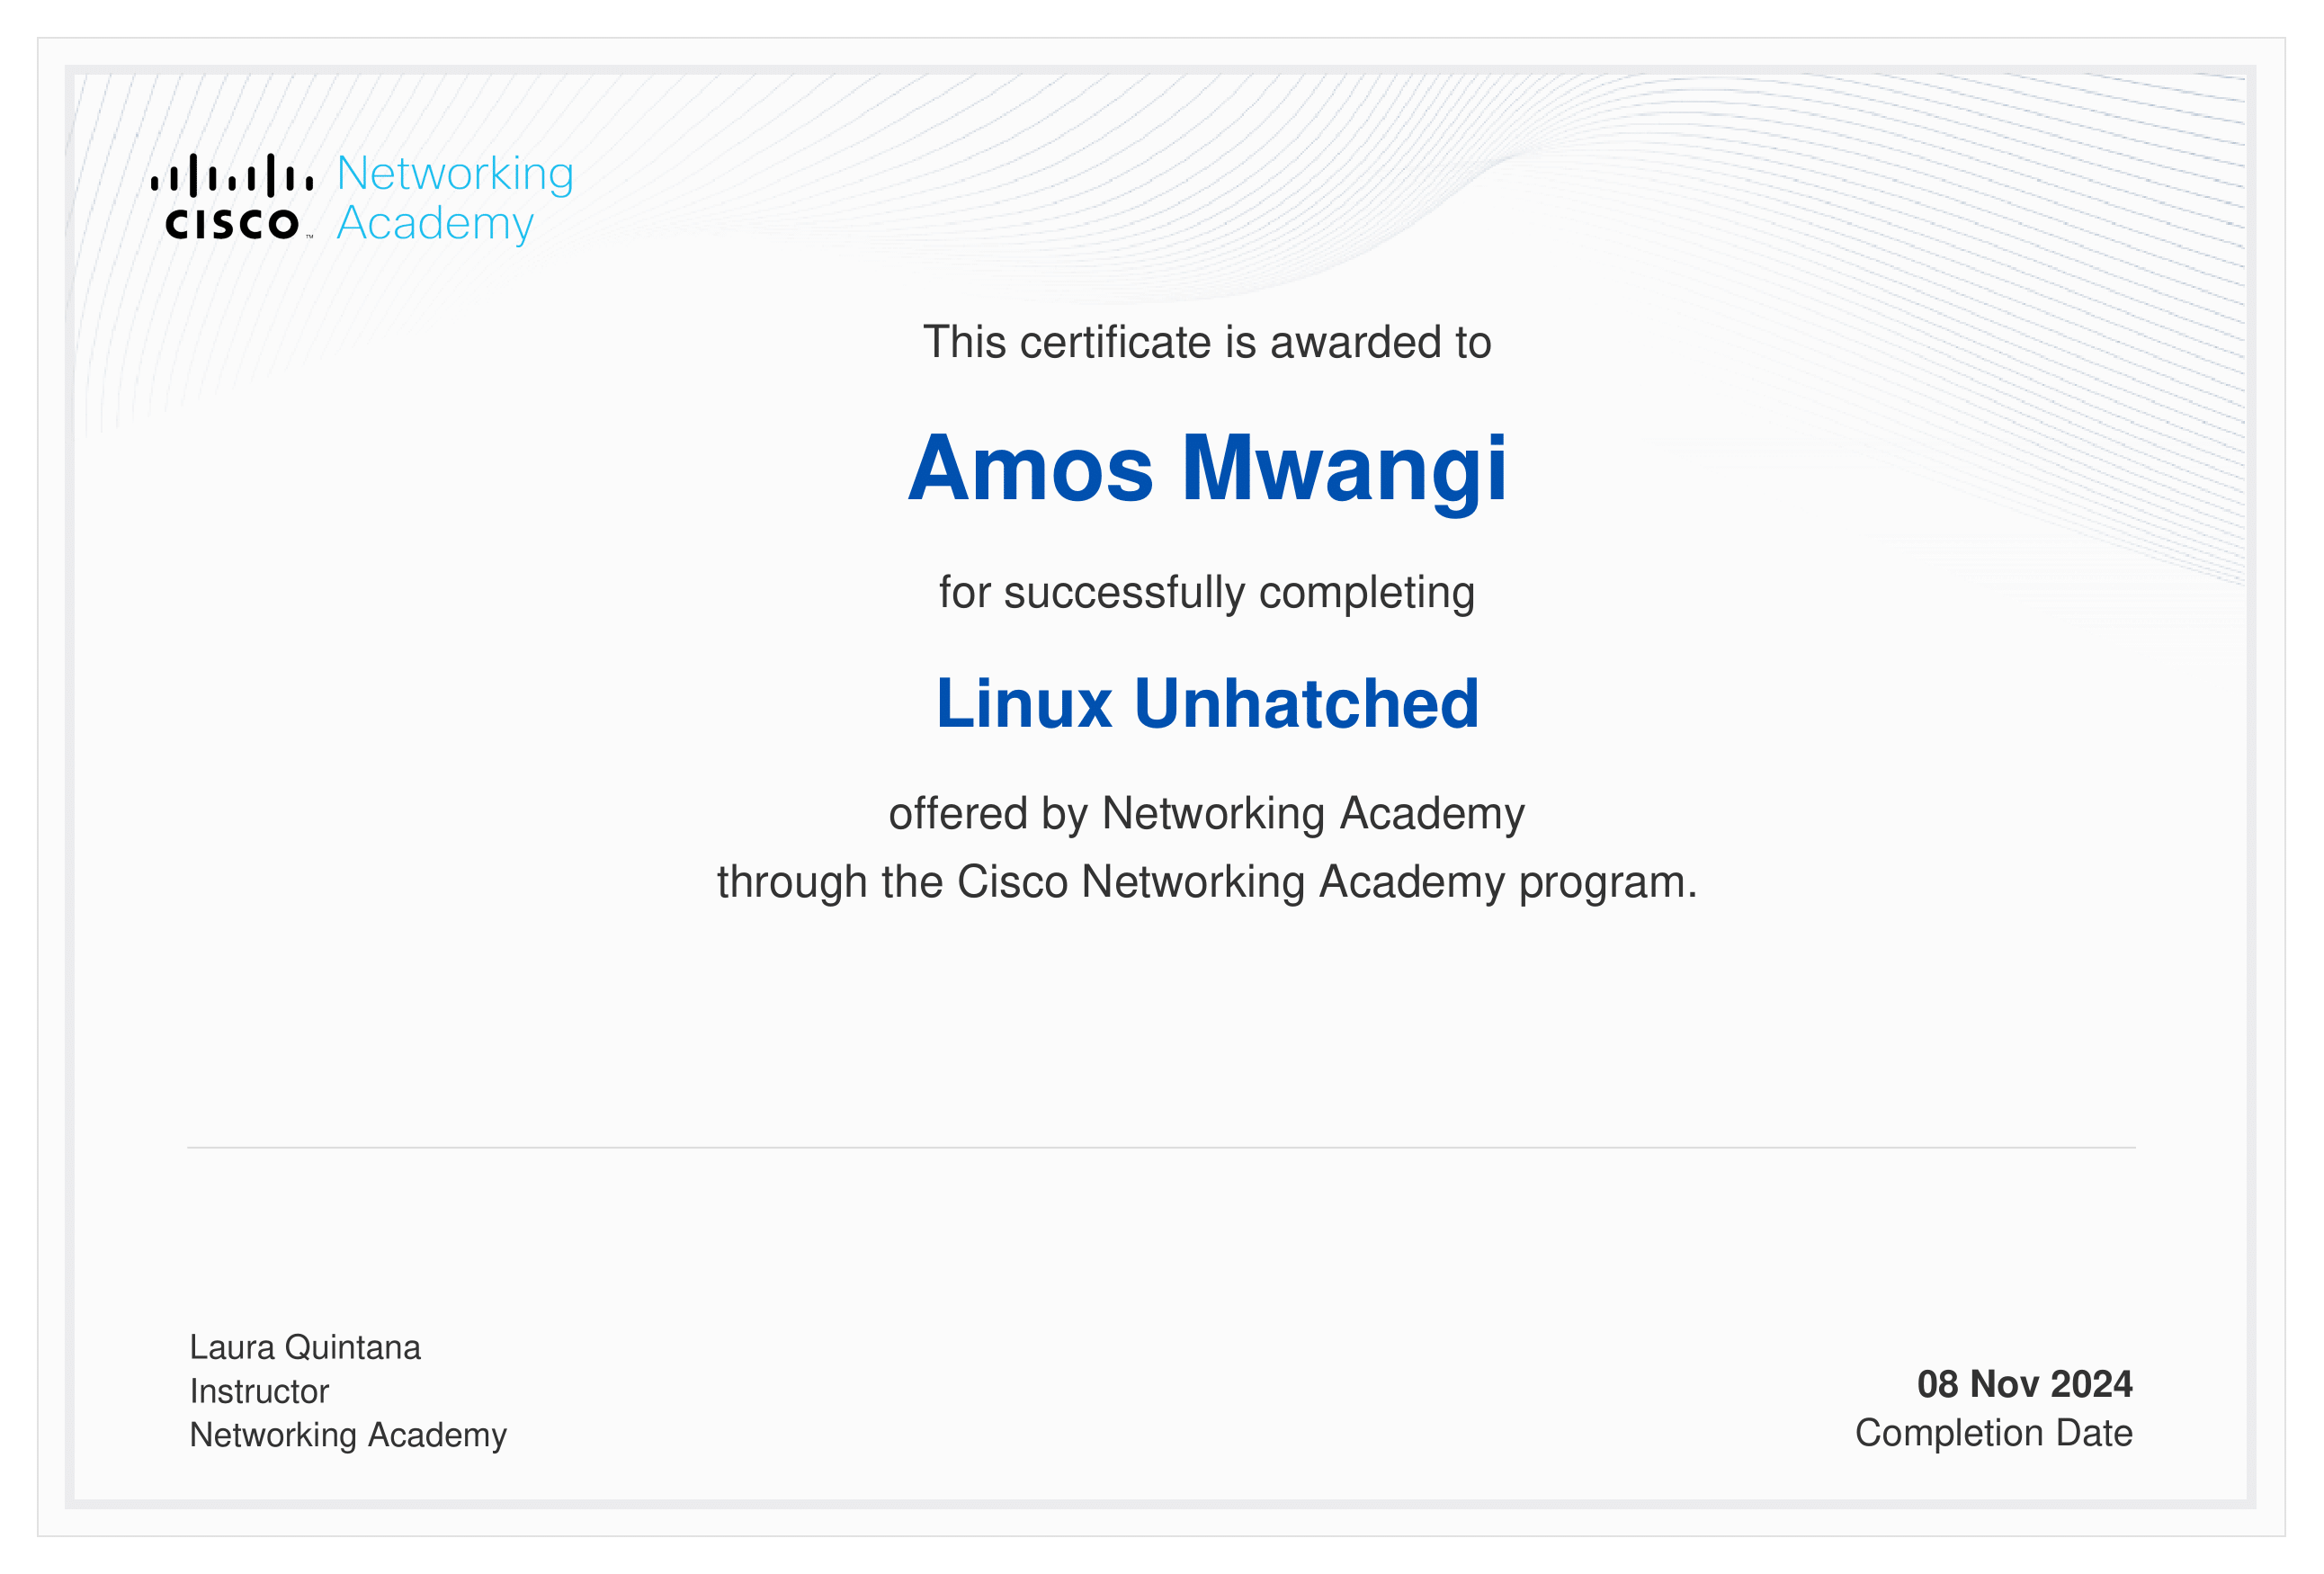 CISCO™
Networking
Academy
This certificate is awarded to
Amos Mwangi
for successfully completing
Linux Unhatched
offered by Networking Academy
through the Cisco Networking Academy program.
Laura Quintana
Instructor
Networking Academy
08 Nov 2024
Completion Date